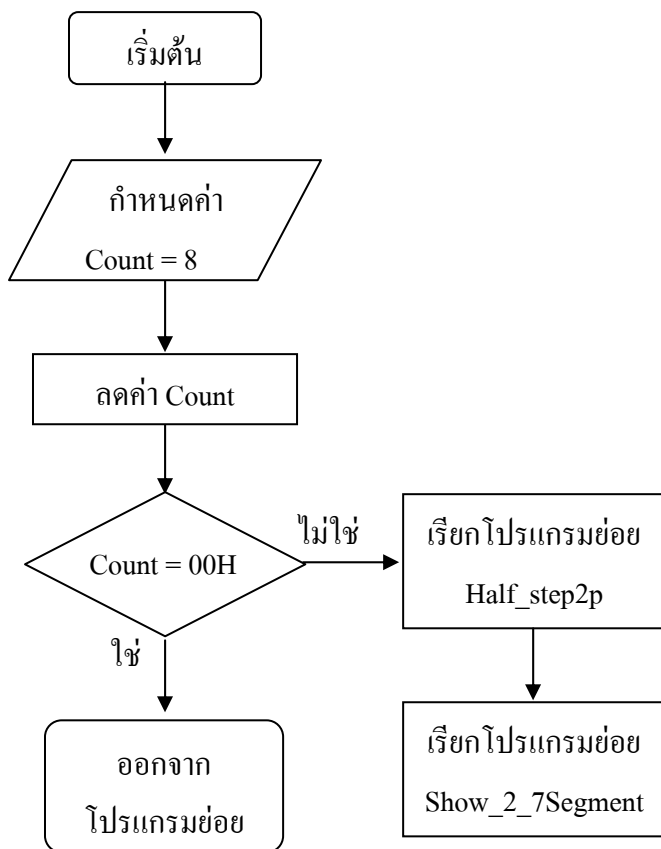 เริ่มต้น
กำหนดค่า
Count = 8
ลดค่า Count
Count = 00H
ไม่ใช่
เรียกโปรแกรมย่อย
Half_step2p
ใช่
ออกจาก
โปรแกรมย่อย
เรียกโปรแกรมย่อย
Show_2_7Segment